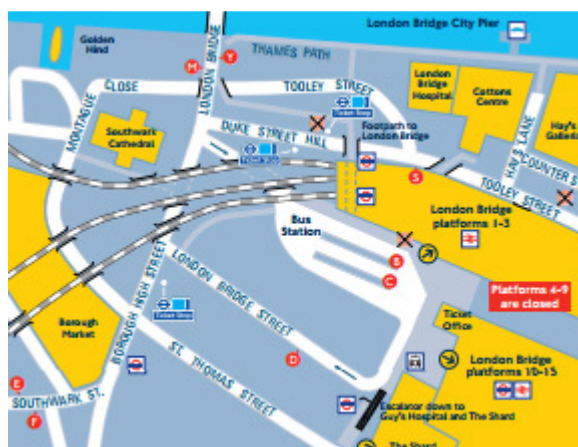 London Bridge City Pier
Golden
Hind
Y
M
THAMES PATH
LONDON BRIDGE
CLOSE
TOOLEY STREET
London
Bridge
Hospital
Cottons
Centre
Hay's
Galleria
MONTAGUE
Southwark
Cathedral
Ticket Stop
DUKE STREET HILL
Footpath to
London Bridge
HAYS LANE
COUNTER S
S
TOOLEY STREET
Bus
Station
London Bridge
platforms 1-3
B
C
Platforms 4-9
are closed
Ticket Stop
LONDON BRIDGE STREET
BOROUGH HIGH STREET
Borough
Market
ST. THOMAS STREET
D
Ticket
Office
London Bridge
platforms 10-15
E
SOUTHWARK ST.
F
Escalator down to
Guy's Hospital and The Shard
The Shard